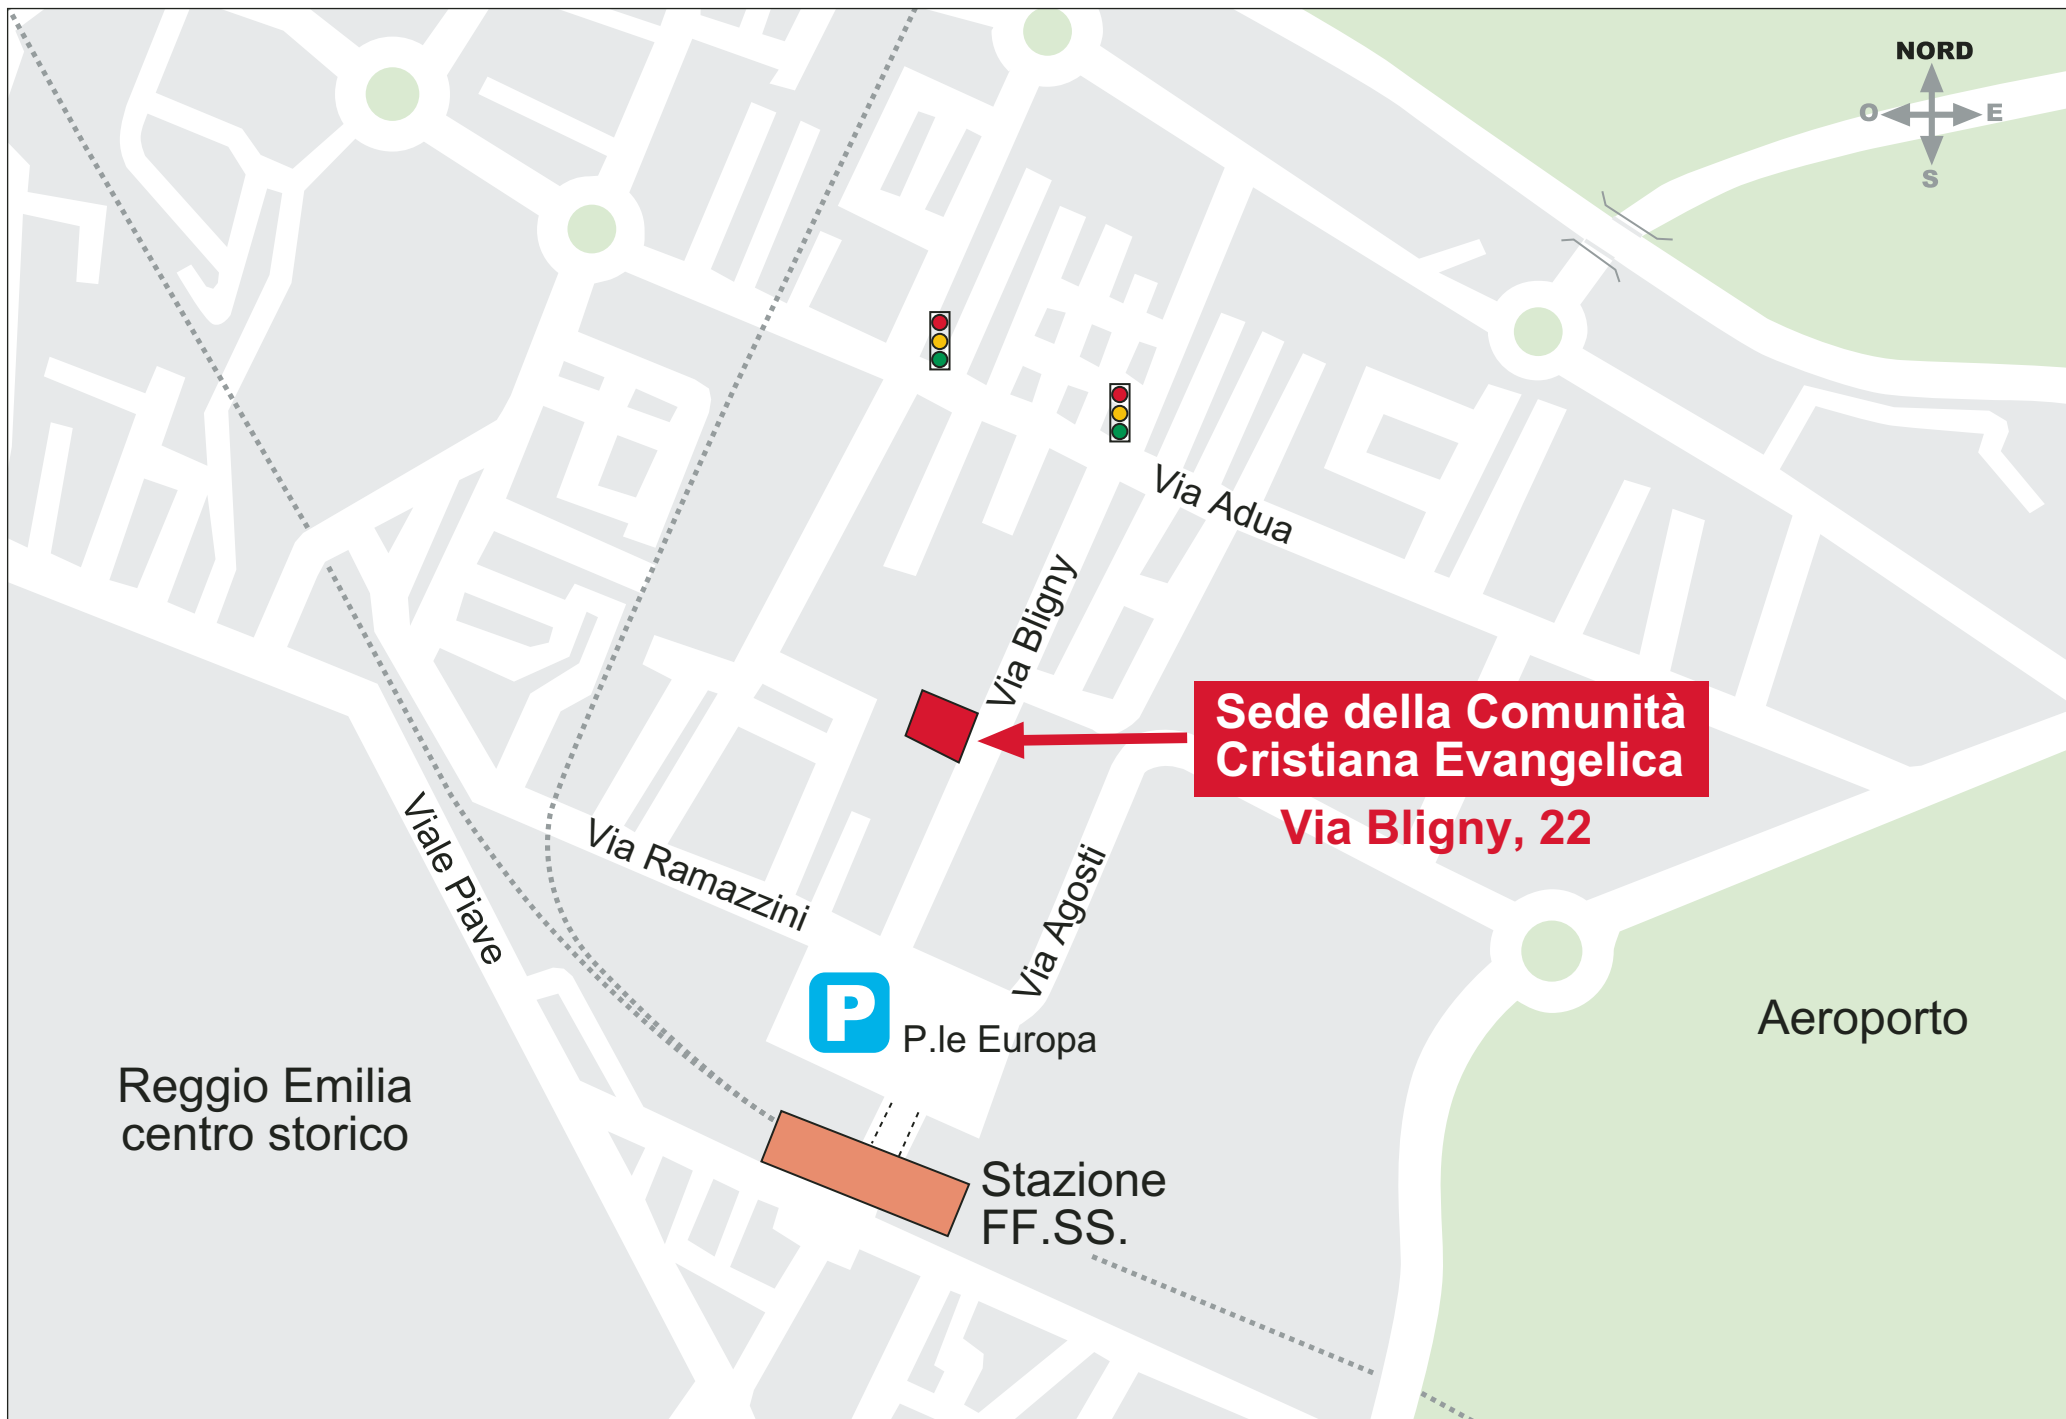 NORD
O
E
S
Via Adua
Via Bligny
Sede della Comunità
Cristiana Evangelica
Via Bligny, 22
Viale Piave
Via Ramazzini
Via Agosti
P
P.le Europa
Aeroporto
Reggio Emilia
centro storico
Stazione
FF.SS.